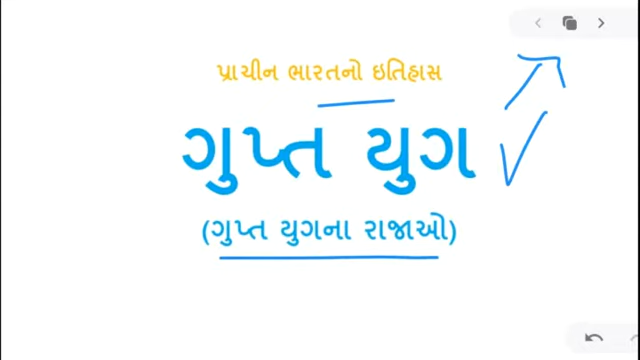 પ્રાચીન ભારતનો ઇતિહાસ
ગુપ્ત યુગ
(ગુપ્ત યુગના રાજાઓ)